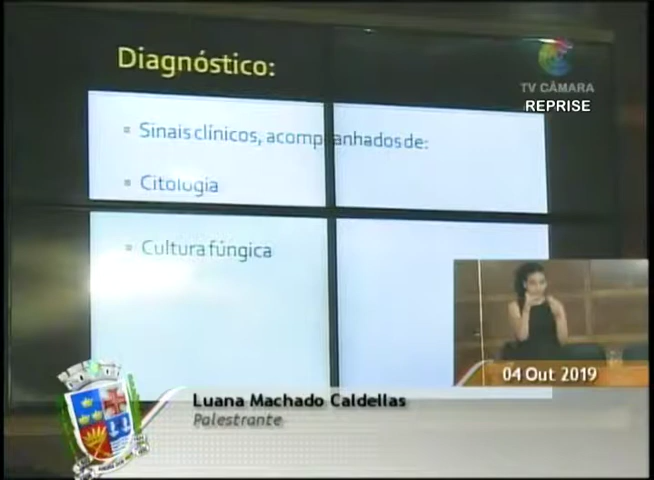 Diagnóstico:
TV CÂMARA
REPRISE
Sinais clínicos, acompanhados de:
Citologia
Cultura fúngica
04 Out 2019
Luana Machado Caldellas
Palestrante